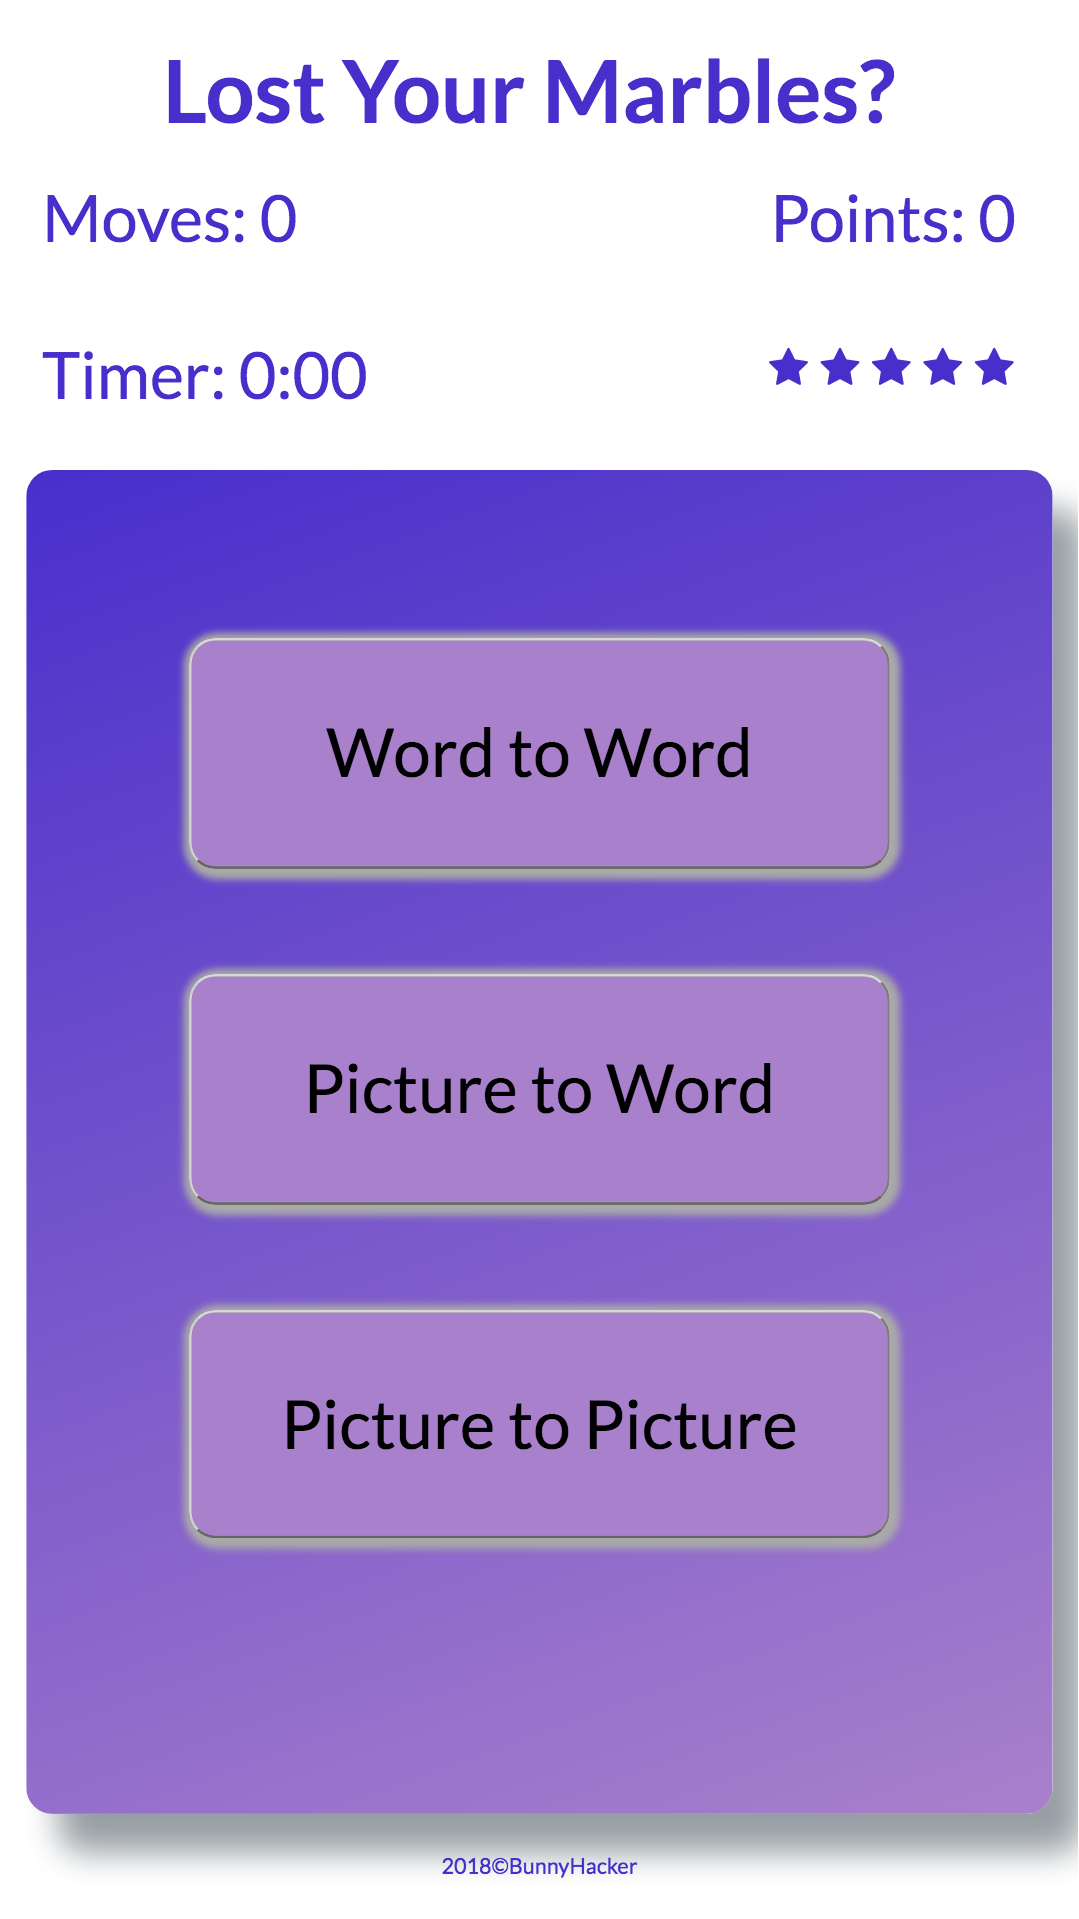 Lost Your Marbles?
Moves: 0
Points: 0
Timer: 0:00
Word to Word
Picture to Word
Picture to Picture
2018©BunnyHacker